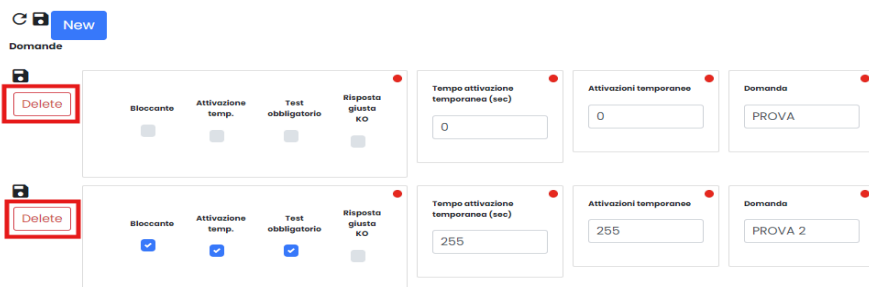 New
Domande
Delete
Bloccante
Attivazione
temp.
Test
obbligatorio
Risposta
giusta
KO
Tempo attivazione
temporanea (sec)
0
Attivazioni temporanee
0
Domanda
PROVA
Delete
Bloccante
Attivazione
temp.
Test
obbligatorio
Risposta
giusta
KO
Tempo attivazione
temporanea (sec)
255
Attivazioni temporanee
255
Domanda
PROVA 2